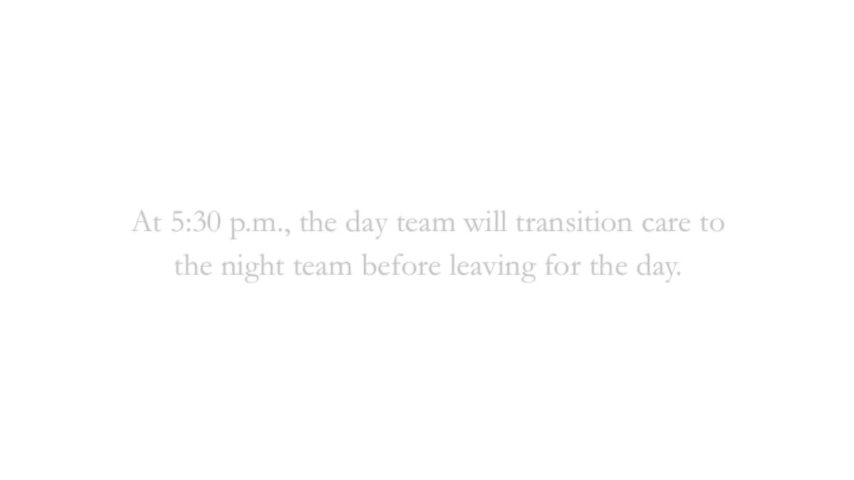 At 5:30 p.m., the day team will transition care to
the night team before leaving for the day.